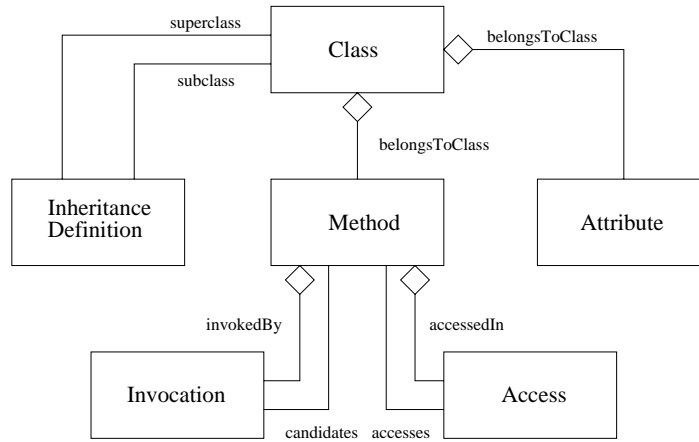 superclass
belongsToClass
Class
subclass
belongsToClass
Inheritance
Definition
Method
Attribute
invokedBy
accessedIn
Invocation
Access
candidates
accesses